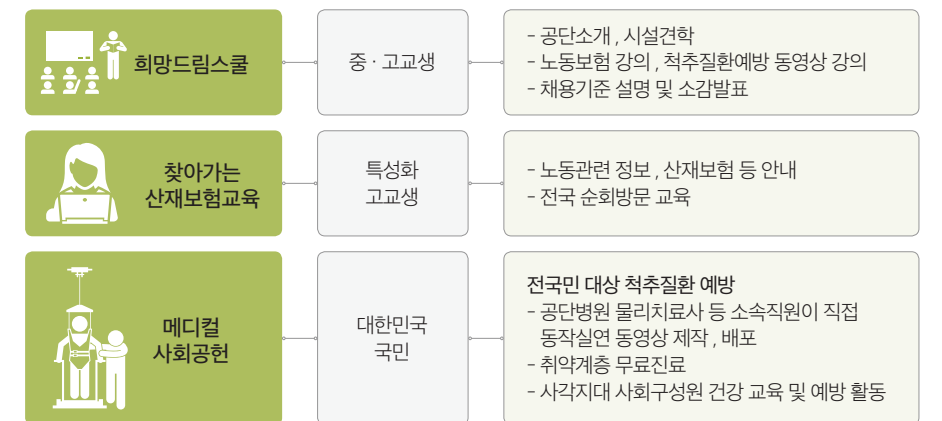 희망드림스쿨
중 · 고교생
- 공단소개 , 시설견학
- 노동보험 강의 , 척추질환예방 동영상 강의
- 채용기준 설명 및 소감발표
찾아가는
산재보험교육
특성화
고교생
- 노동관련 정보 , 산재보험 등 안내
- 전국 순회방문 교육
메디컬
사회공헌
대한민국
국민
전국민 대상 척추질환 예방
- 공단병원 물리치료사 등 소속직원이 직접
동작실연 동영상 제작 , 배포
- 취약계층 무료진료
- 사각지대 사회구성원 건강 교육 및 예방 활동